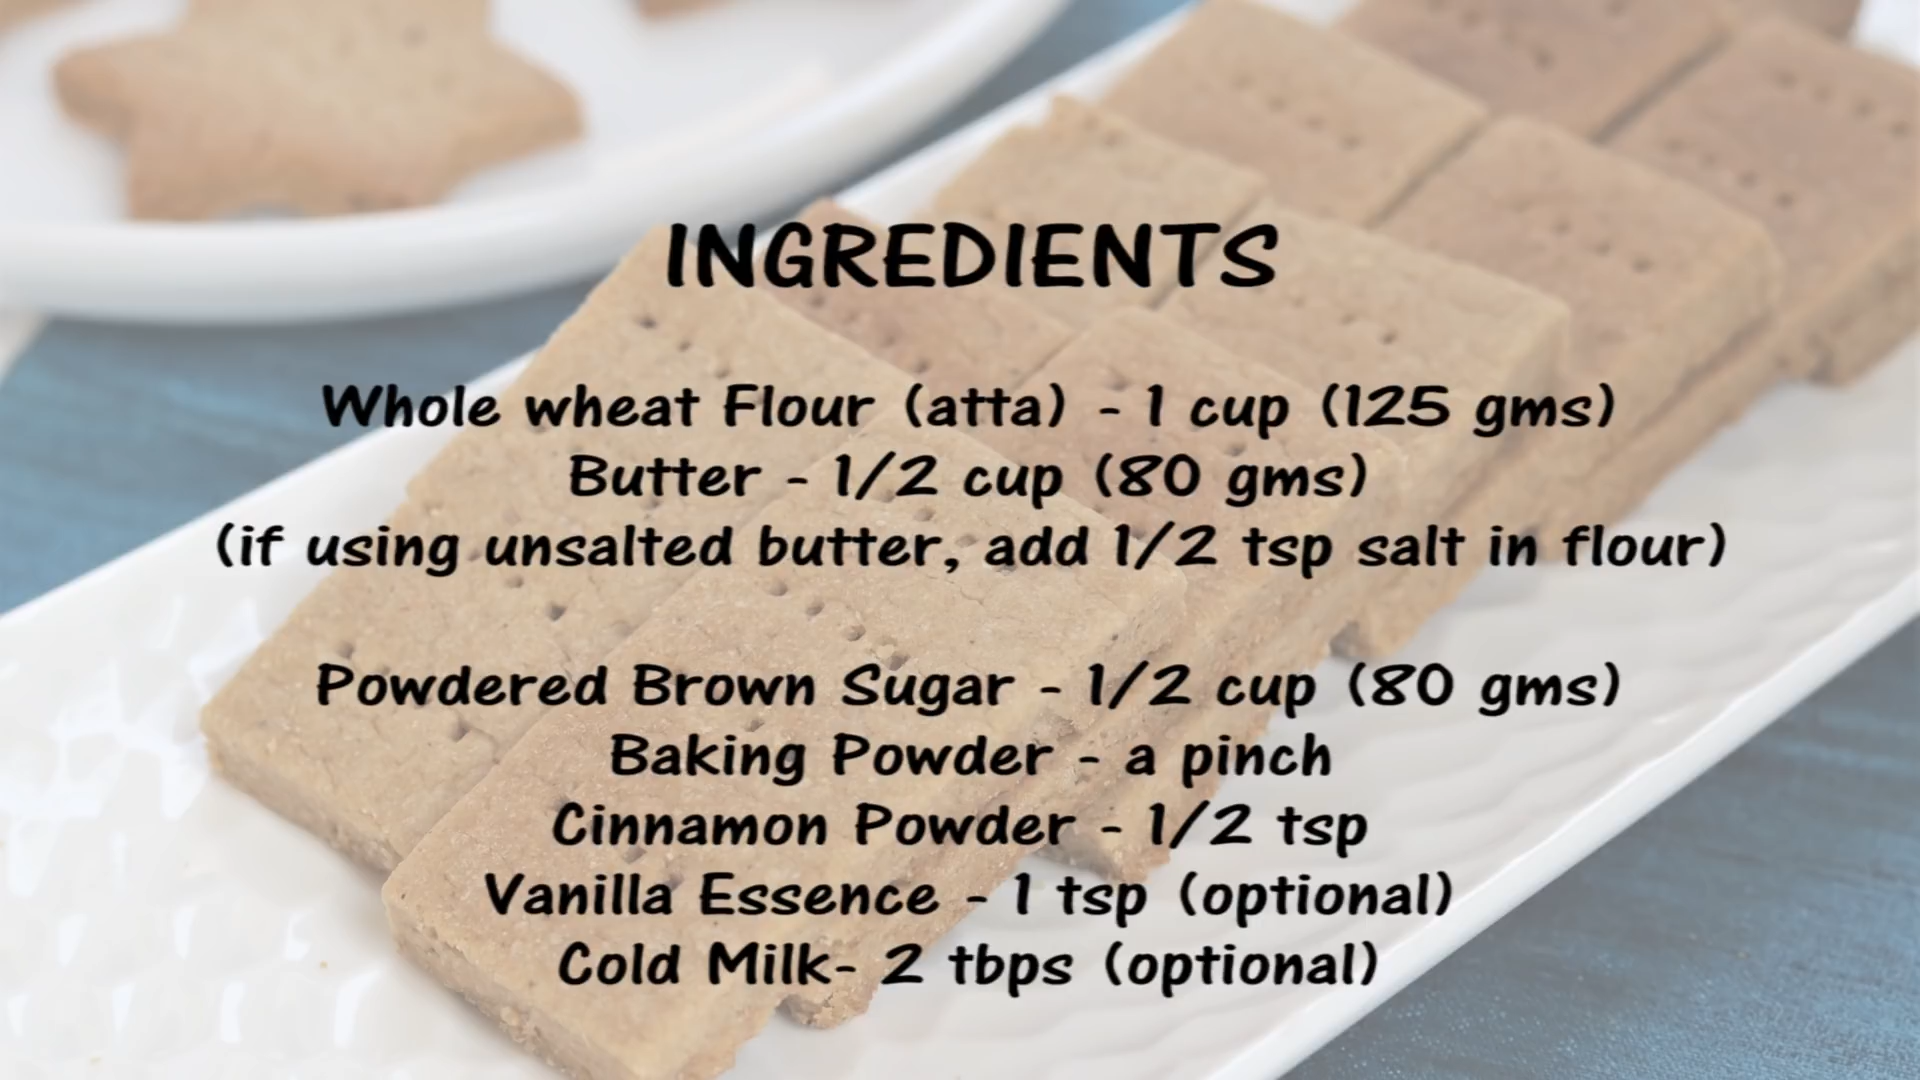 INGREDIENTS
Whole wheat Flour (atta) - 1 cup (125 gms)
Butter - 1/2 cup (80 gms)
(if using unsalted butter, add 1/2 tsp salt in flour)
Powdered Brown Sugar - 1/2 cup (80 gms)
Baking Powder - a pinch
Cinnamon Powder - 1/2 tsp
Vanilla Essence - 1 tsp (optional)
Cold Milk- 2 tbps (optional)